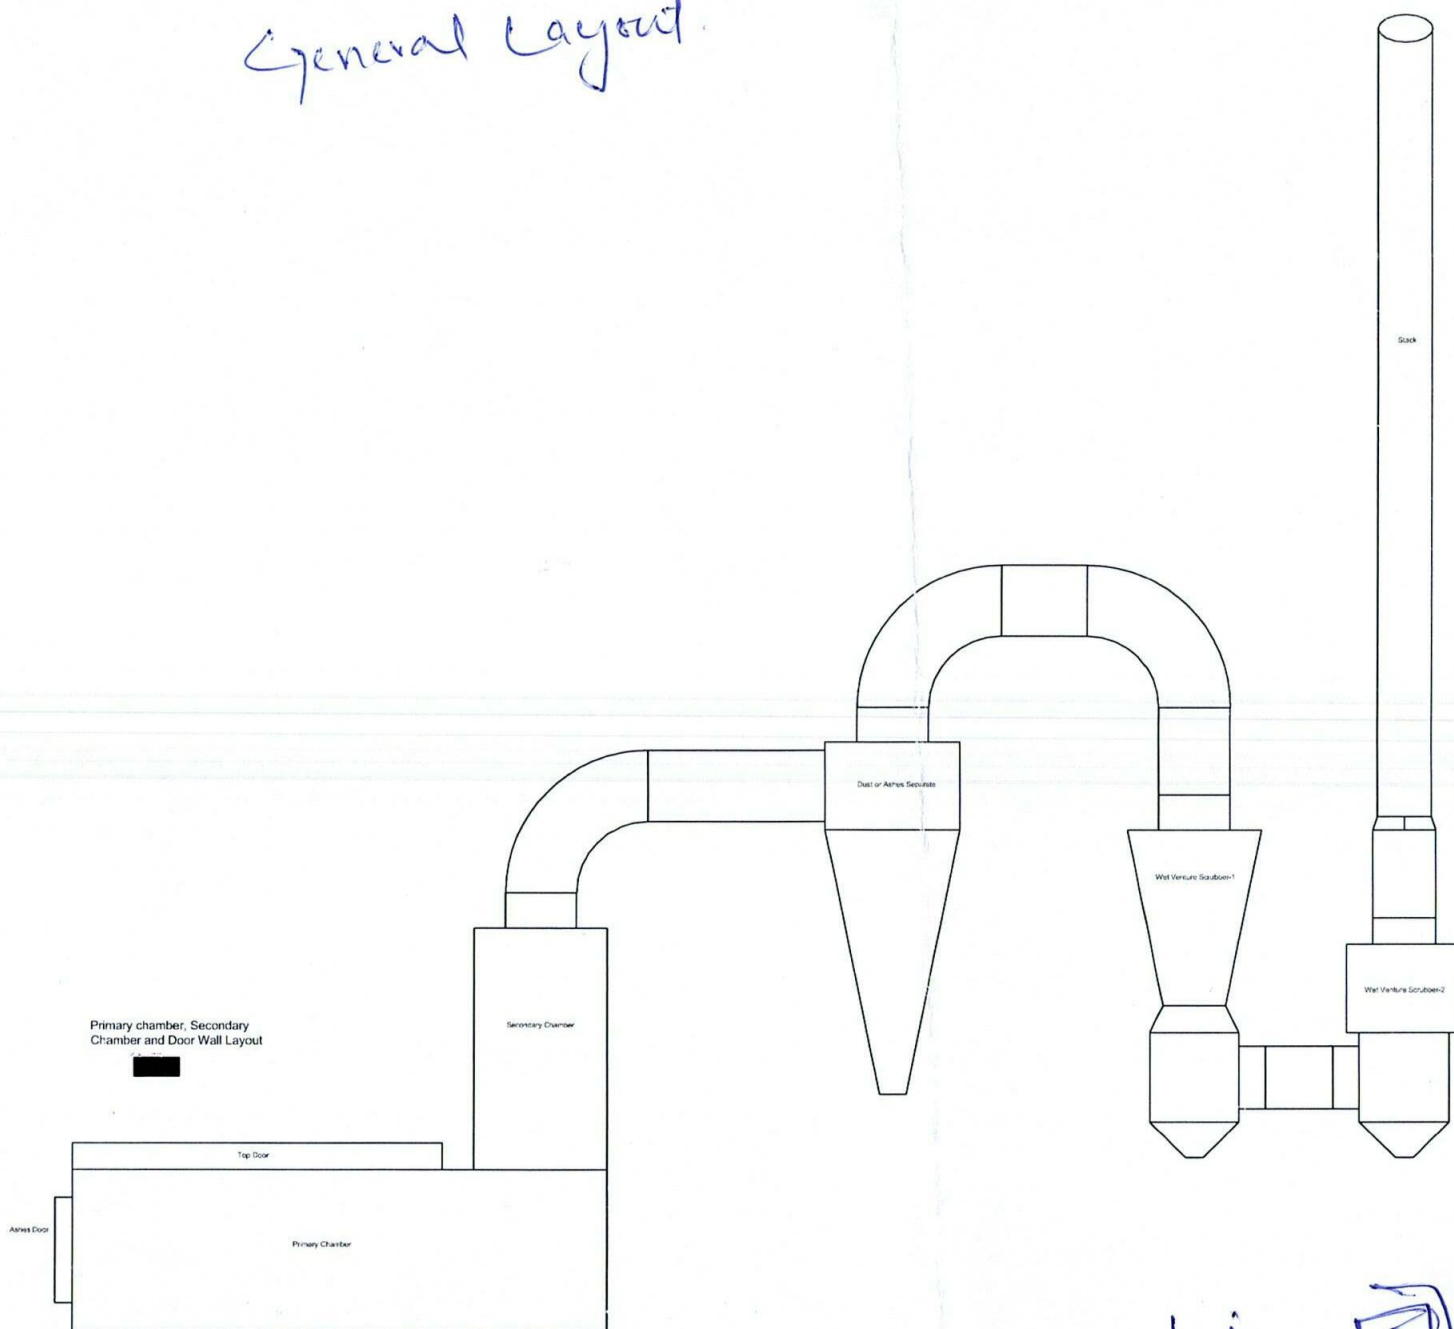 General Layout.
Stack
Dust or Ashes Separate
Wet Venture Scrubber-1
Wet Venture Scrubber-2
Secondary Chamber
Primary chamber, Secondary
Chamber and Door Wall Layout
Top Door
Ashes Door
Primary Chamber